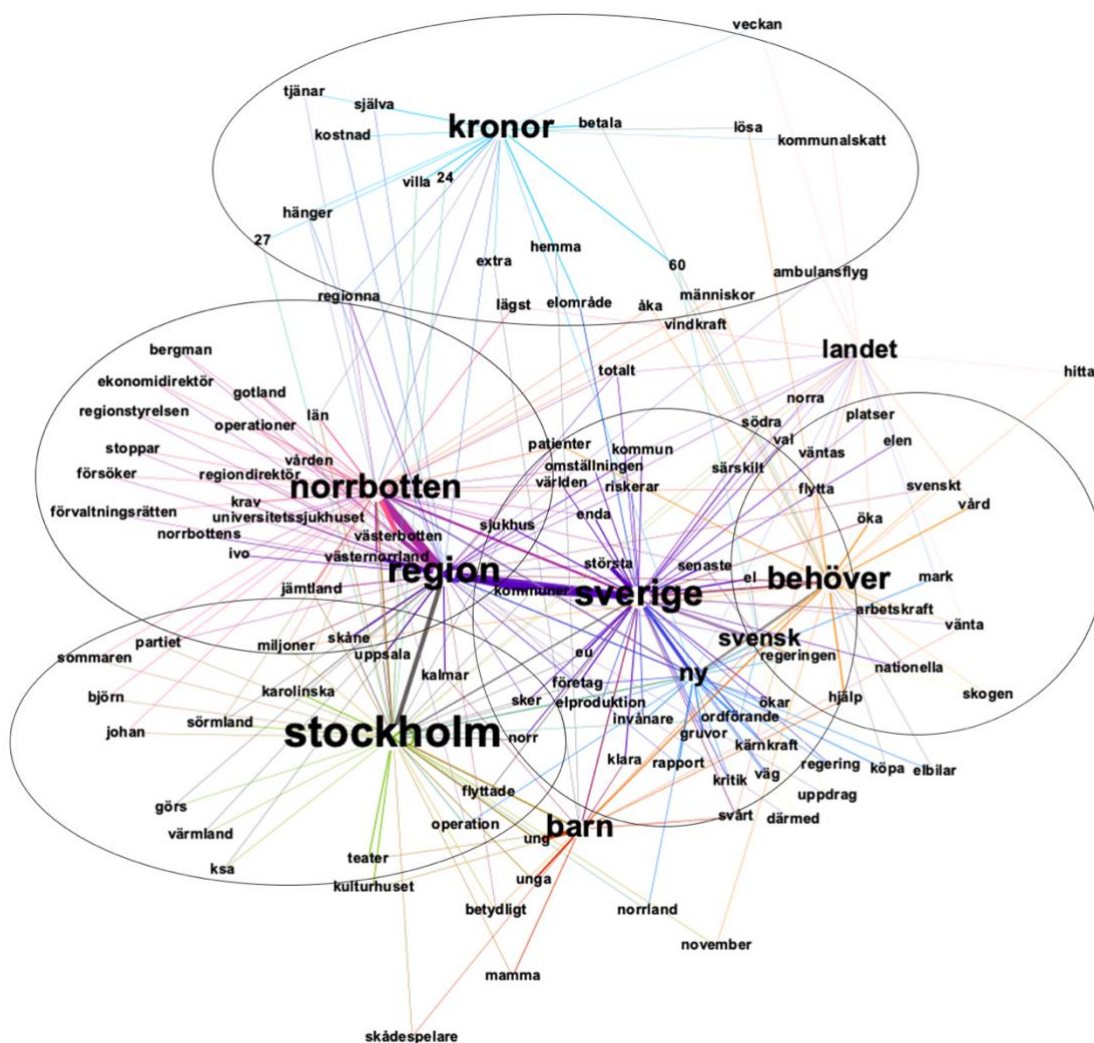 veckan
tjänar
själva
kronor
betala
lösa
kostnad
kommunalskatt
villa
24
hänger
27
hemma
extra
60
ambulansflyg
regionna
lägst
elområde
åka
människor
vindkraft
bergman
landet
totalt
hitta
ekonomidirektör
gotland
norra
regionstyrelsen
län
operationer
södra
platser
stoppar
patienter
kommun
val
elen
vården
omställningen
väntas
försöker
regiondirektör
särskilt
världen
riskerar
norrbotten
flytta
svenskt
krav
vård
förvaltningsrätten
universitetssjukhuset
sjukhus
enda
öka
norrbottens
västerbotten
ivo
västernorrland
största
senaste
region
sverige
el
behöver
mark
jämtland
kommuner
arbetskraft
vänta
partiet
miljoner
skåne
svensk
sommaren
uppsala
eu
regeringen
kalmar
ny
nationella
björn
karolinska
företag
skogen
sker
elproduktion
ökar
hjälp
sörmland
invånare
ordförande
johan
stockholm
norr
gruvor
kärnkraft
klara
rapport
regering
köpa
elbilar
kritik
väg
flyttade
uppdrag
görs
svårt
därmed
operation
barn
värmland
ung
teater
ksa
unga
kulturhuset
betydligt
norrland
november
mamma
skådespelare